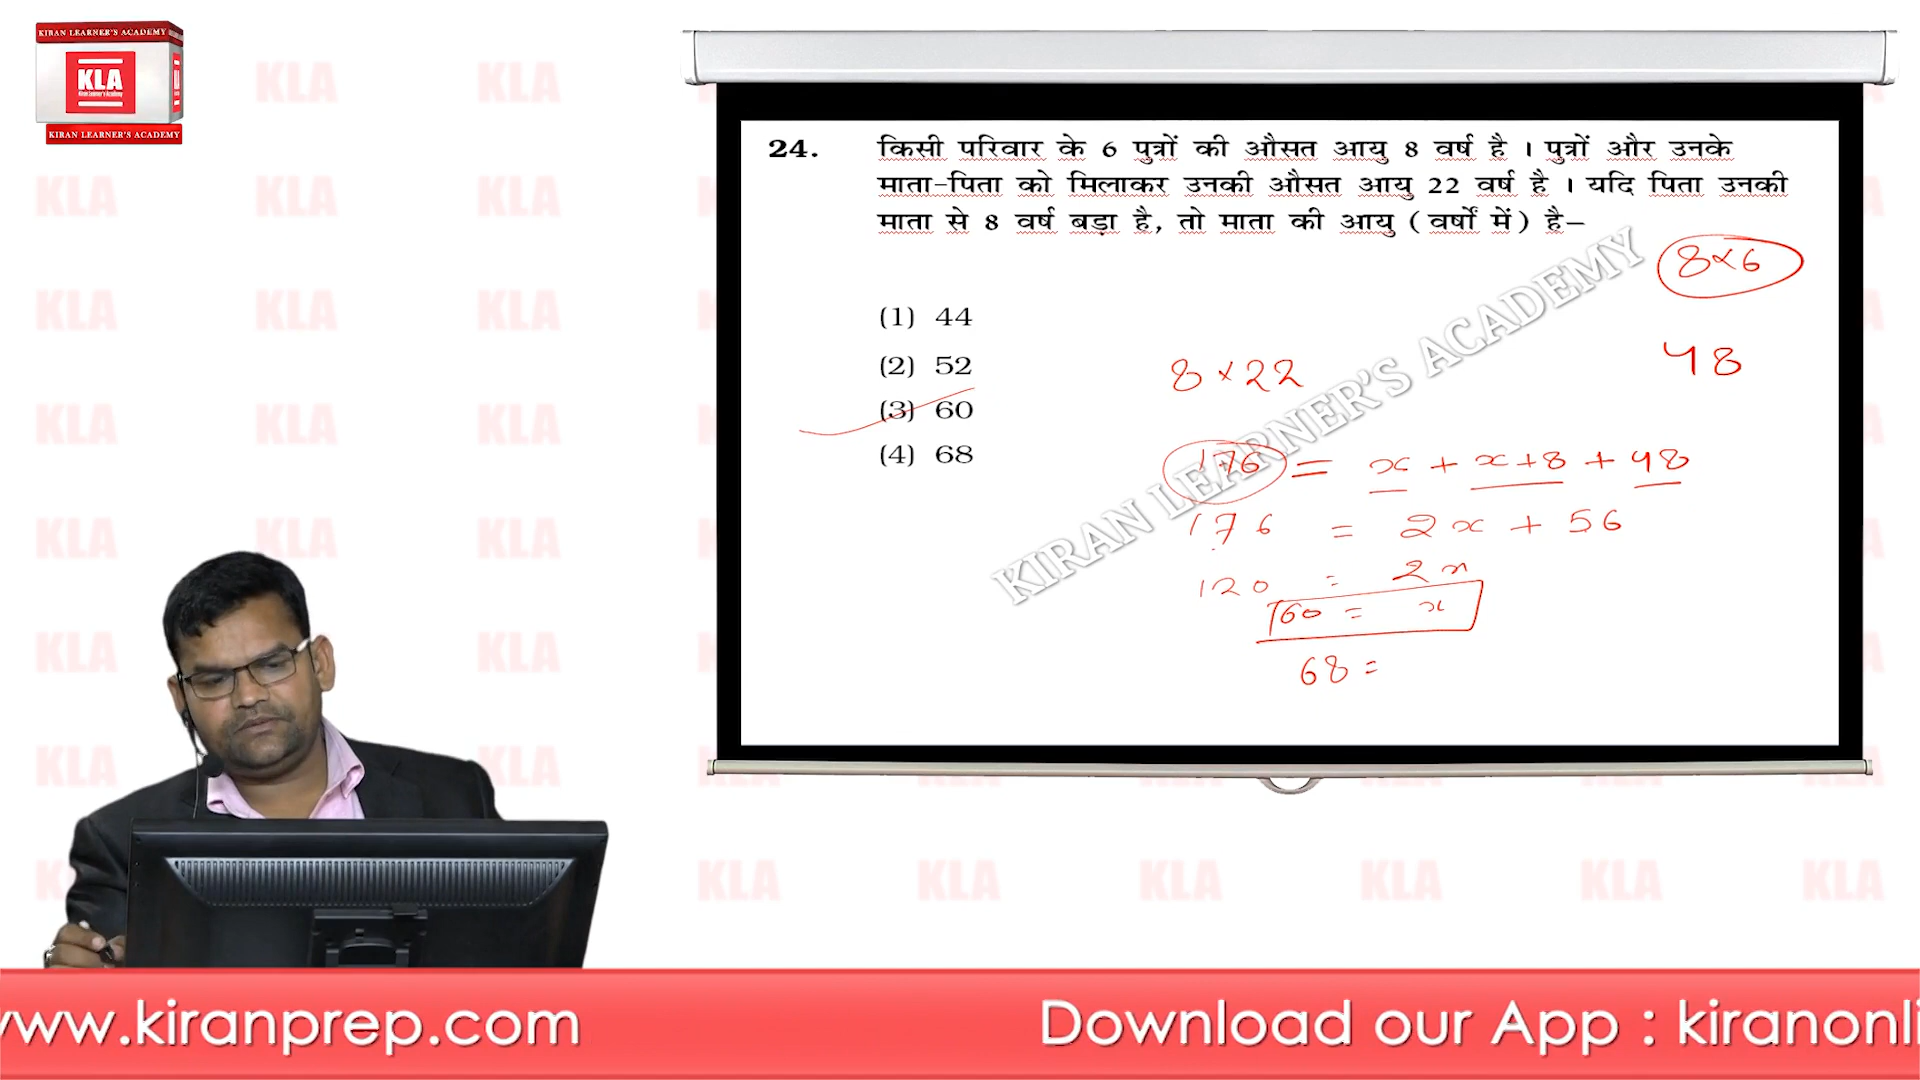 KIRAN LEARNER'S ACADEMY
KLA
Kiran Learner's Academy
KIRAN LEARNER'S ACADEMY
24. किसी परिवार के 6 पुत्रों की औसत आयु 8 वर्ष है । पुत्रों और उनके
माता-पिता को मिलाकर उनकी औसत आयु 22 वर्ष है । यदि पिता उनकी
माता से 8 वर्ष बड़ा है, तो माता की आयु (वर्षों में) है–
8×6
(1) 44
48
(2) 52
8×22
(3) 60
(4) 68
176 = x + x+8 + 48
176 = 2x + 56
120 = 2x
60 = x
68 =
KIRAN LEARNER'S ACADEMY
www.kiranprep.com
Download our App : kiranonli